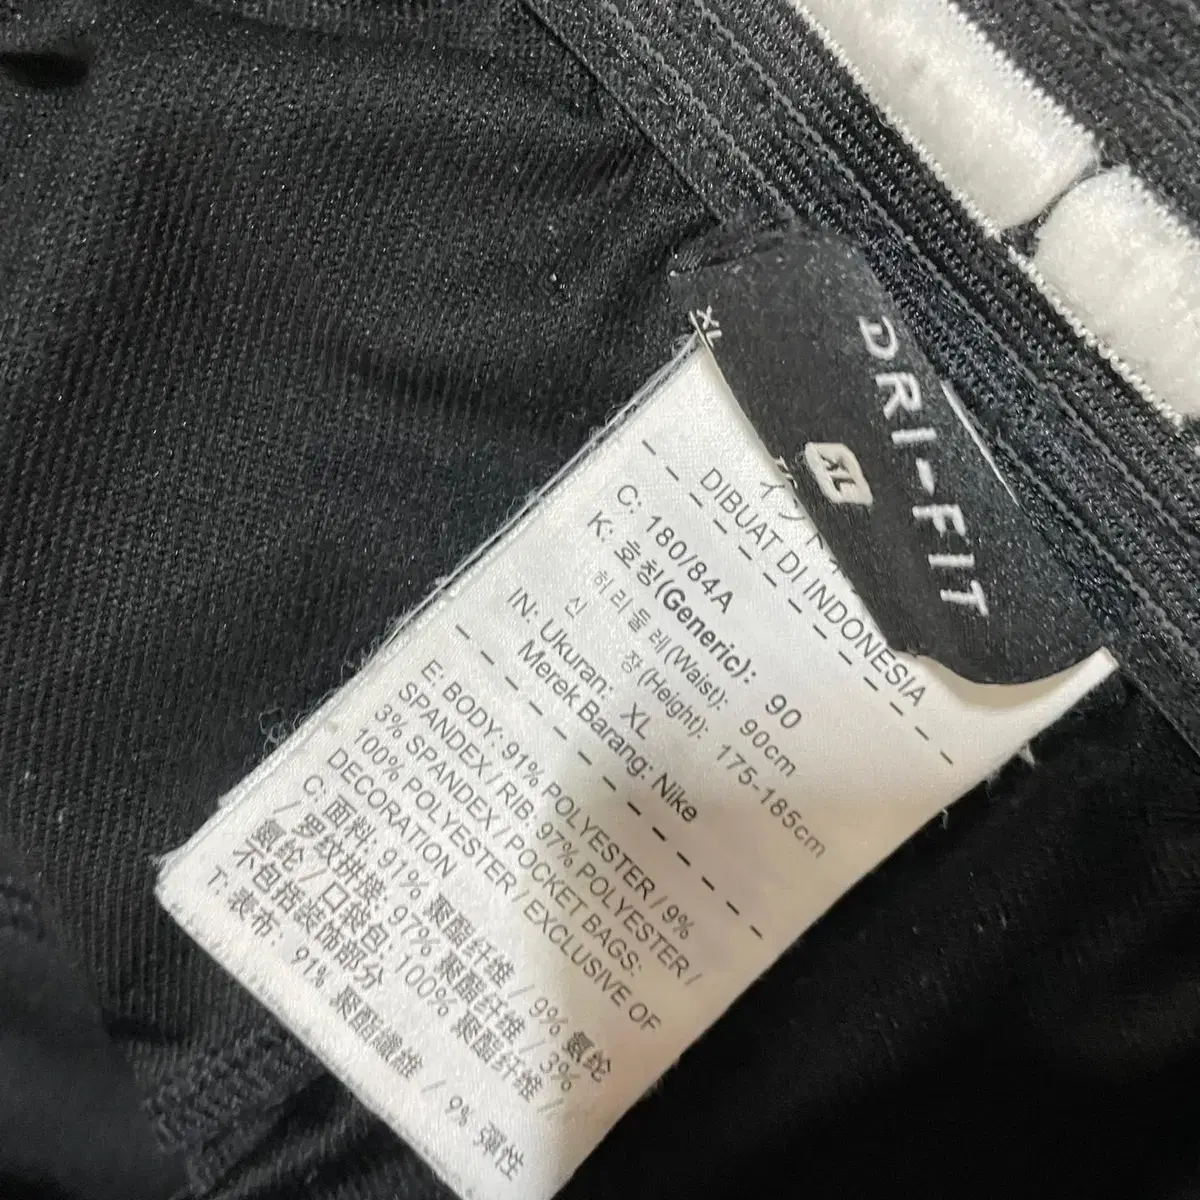 DRI-FIT
XL
XL
DIBUAT DI INDONESIA
C: 180/84A
K: 호칭(Generic): 90
허리둘레(Waist): 90cm
신 장(Height): 175-185cm
IN: Ukuran: XL
Merek Barang: Nike
E: BODY: 91% POLYESTER / 9%
SPANDEX / RIB: 97% POLYESTER /
3% SPANDEX / POCKET BAGS:
100% POLYESTER / EXCLUSIVE OF
DECORATION
C: 面料: 91% 聚酯纤维 / 9% 氨纶
/ 罗纹拼接: 97% 聚酯纤维 / 3%
氨纶 / 口袋包: 100% 聚酯纤维 /
不包括装饰部分
T: 表布: 91% 聚酯纖維 / 9% 彈性